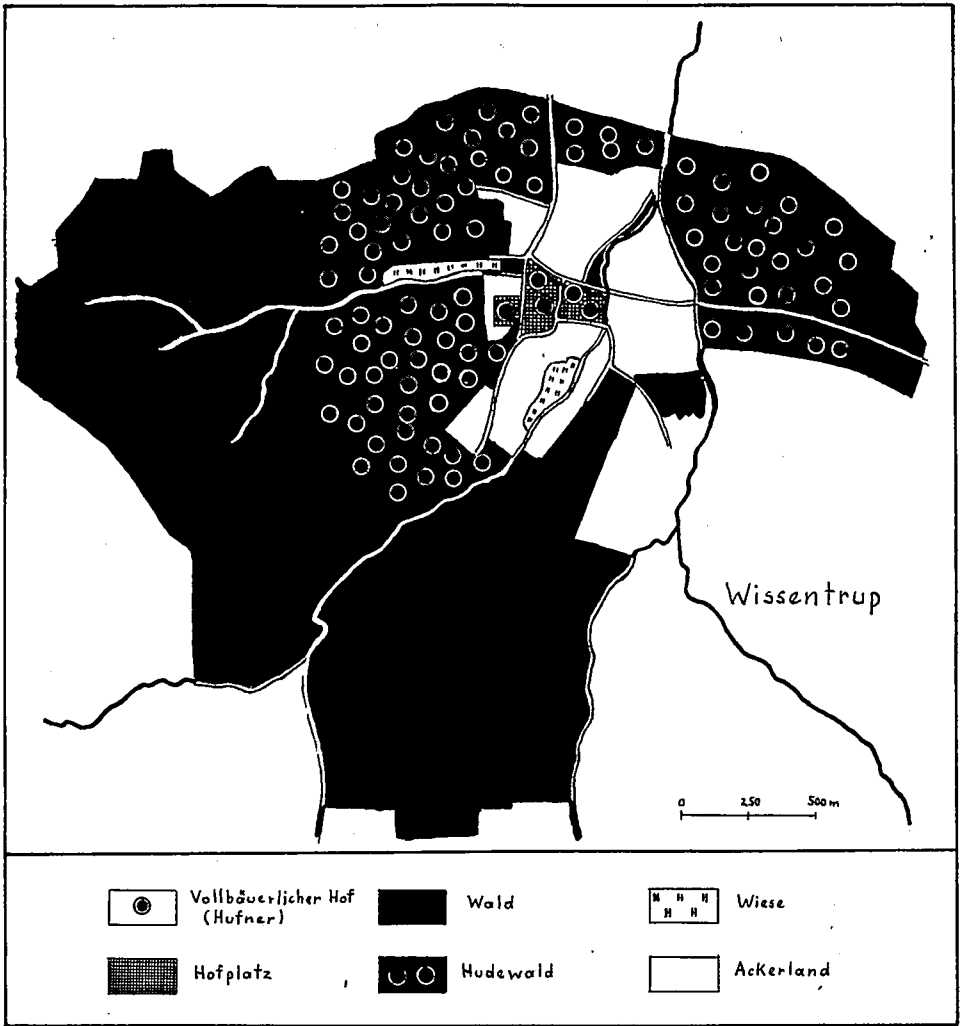 Wissentrup
0 250 500 m
Vollbäuerlicher Hof
(Hufner)
Wald
Wiese
Hofplatz
Hudewald
Ackerland